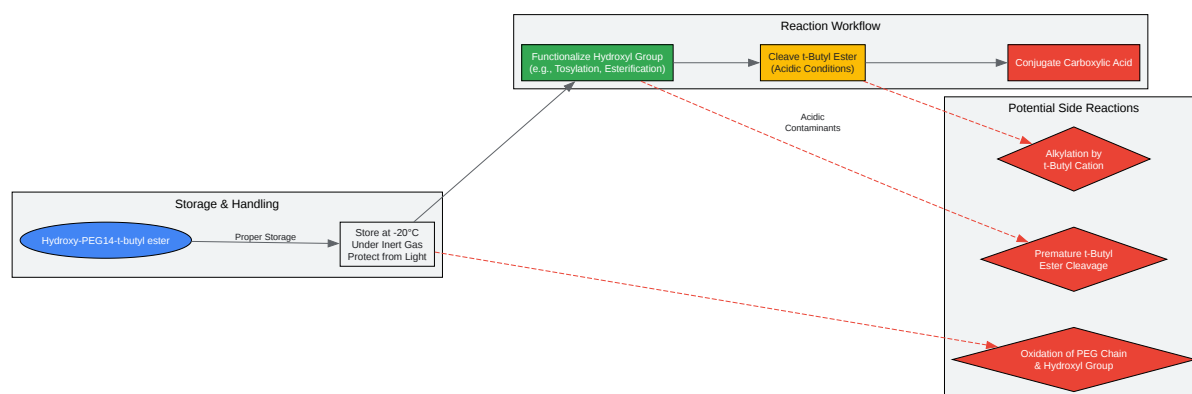 Reaction Workflow
Functionalize Hydroxyl Group
(e.g., Tosylation, Esterification)
Cleave t-Butyl Ester
(Acidic Conditions)
Conjugate Carboxylic Acid
Potential Side Reactions
Acidic
Contaminants
Alkylation by
t-Butyl Cation
Storage & Handling
Hydroxy-PEG14-t-butyl ester
Proper Storage
Store at -20°C
Under Inert Gas
Protect from Light
Premature t-Butyl
Ester Cleavage
Oxidation of PEG Chain
& Hydroxyl Group